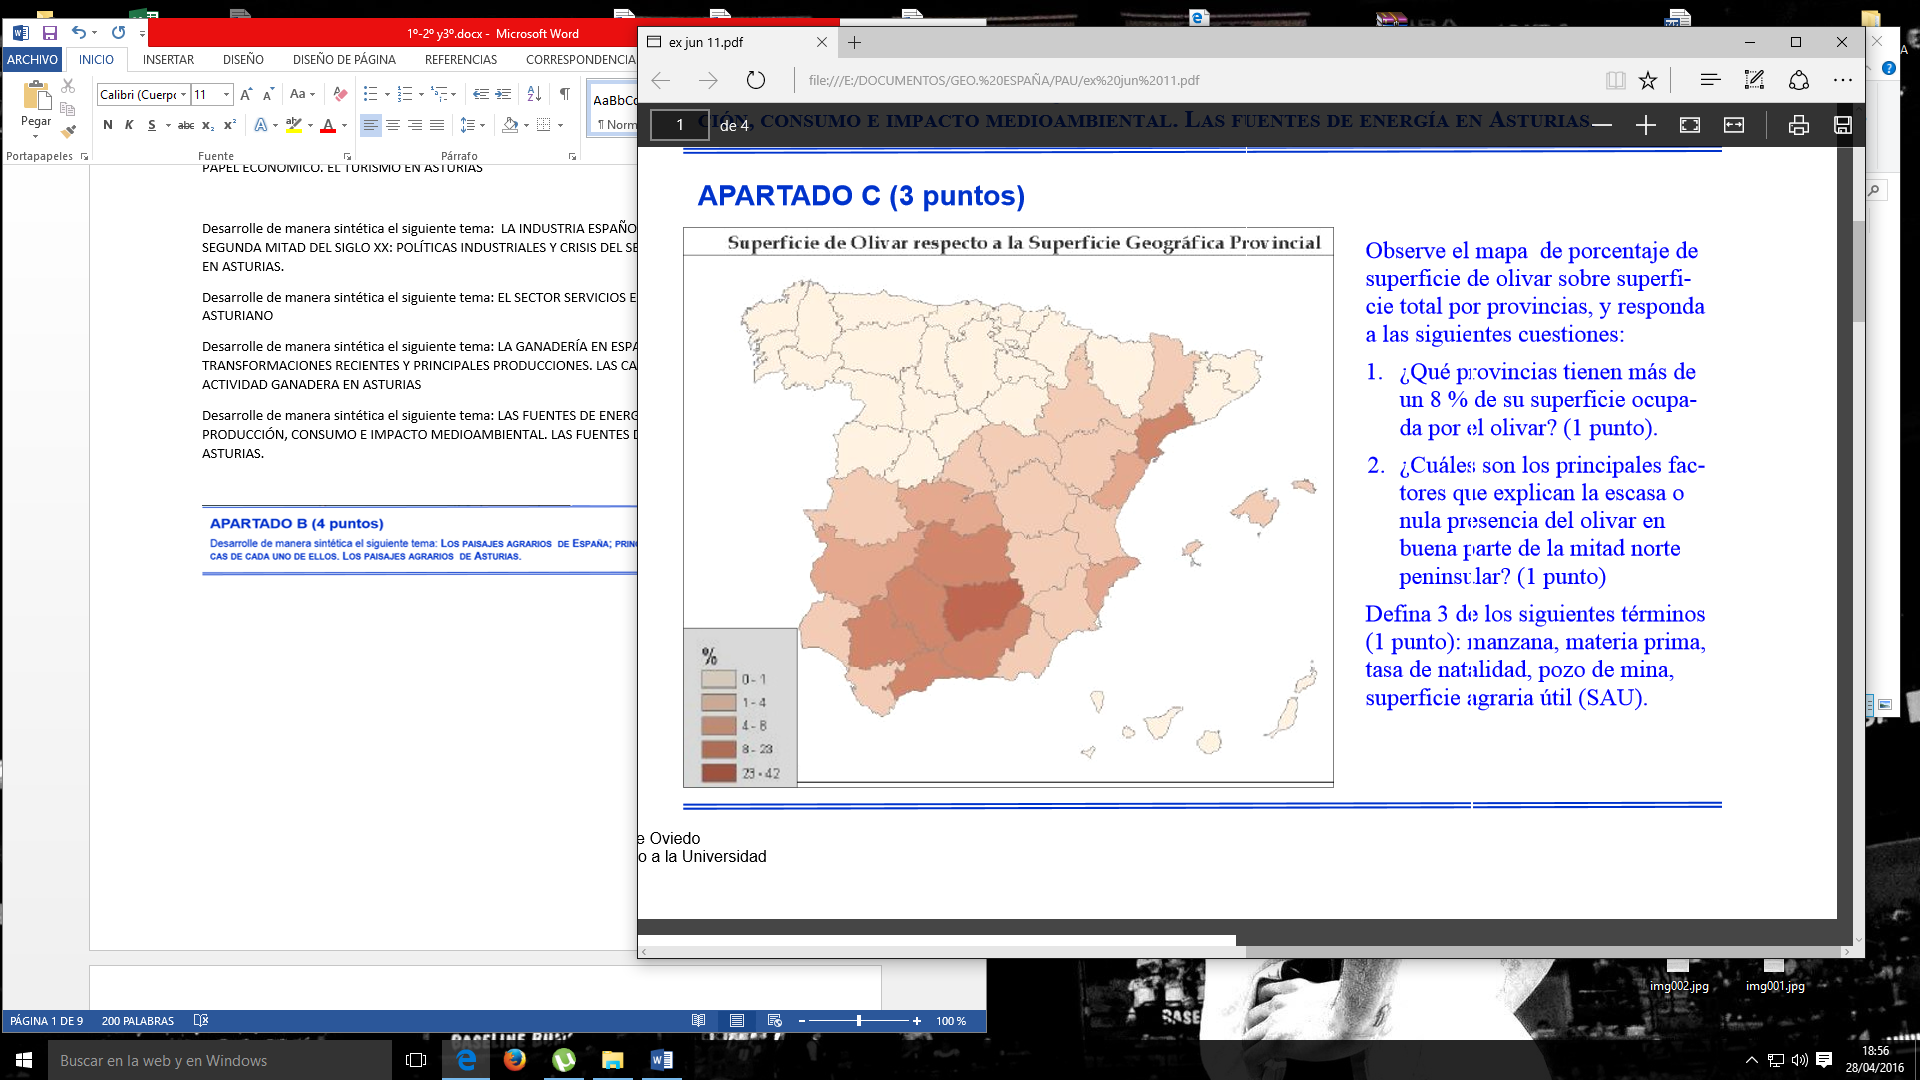 1º-2º y3º.docx - Microsoft Word
ARCHIVO INICIO INSERTAR DISEÑO DISEÑO DE PÁGINA REFERENCIAS CORRESPONDENCIA
Pegar
Calibri (Cuerpo 11
Aa
N K S abc x₂ x² A ab A
AaBbCc
¶ Norm
Portapapeles Fuente Párrafo
PAPEL ECONÓMICO. EL TURISMO EN ASTURIAS
Desarrolle de manera sintética el siguiente tema: LA INDUSTRIA ESPAÑO
SEGUNDA MITAD DEL SIGLO XX: POLÍTICAS INDUSTRIALES Y CRISIS DEL SE
EN ASTURIAS.
Desarrolle de manera sintética el siguiente tema: EL SECTOR SERVICIOS E
ASTURIANO
Desarrolle de manera sintética el siguiente tema: LA GANADERÍA EN ESPA
TRANSFORMACIONES RECIENTES Y PRINCIPALES PRODUCCIONES. LAS CA
ACTIVIDAD GANADERA EN ASTURIAS
Desarrolle de manera sintética el siguiente tema: LAS FUENTES DE ENERG
PRODUCCIÓN, CONSUMO E IMPACTO MEDIOAMBIENTAL. LAS FUENTES D
ASTURIAS.
APARTADO B (4 puntos)
Desarrolle de manera sintética el siguiente tema: LOS PAISAJES AGRARIOS DE ESPAÑA; PRINC
CAS DE CADA UNO DE ELLOS. LOS PAISAJES AGRARIOS DE ASTURIAS.
PÁGINA 1 DE 9 200 PALABRAS 100 %
ex jun 11.pdf
file:///E:/DOCUMENTOS/GEO.%20ESPAÑA/PAU/ex%20jun%2011.pdf
1 de 4
CIÓN, CONSUMO E IMPACTO MEDIOAMBIENTAL. LAS FUENTES DE ENERGÍA EN ASTURIAS
APARTADO C (3 puntos)
Superficie de Olivar respecto a la Superficie Geográfica Provincial
%
0 - 1
1 - 4
4 - 8
8 - 23
23 - 42
Observe el mapa de porcentaje de
superficie de olivar sobre superfi-
cie total por provincias, y responda
a las siguientes cuestiones:
1. ¿Qué provincias tienen más de
un 8 % de su superficie ocupa-
da por el olivar? (1 punto).
2. ¿Cuáles son los principales fac-
tores que explican la escasa o
nula presencia del olivar en
buena parte de la mitad norte
peninsular? (1 punto)
Defina 3 de los siguientes términos
(1 punto): manzana, materia prima,
tasa de natalidad, pozo de mina,
superficie agraria útil (SAU).
e Oviedo
o a la Universidad
img002.jpg img001.jpg
Buscar en la web y en Windows
18:56
28/04/2016